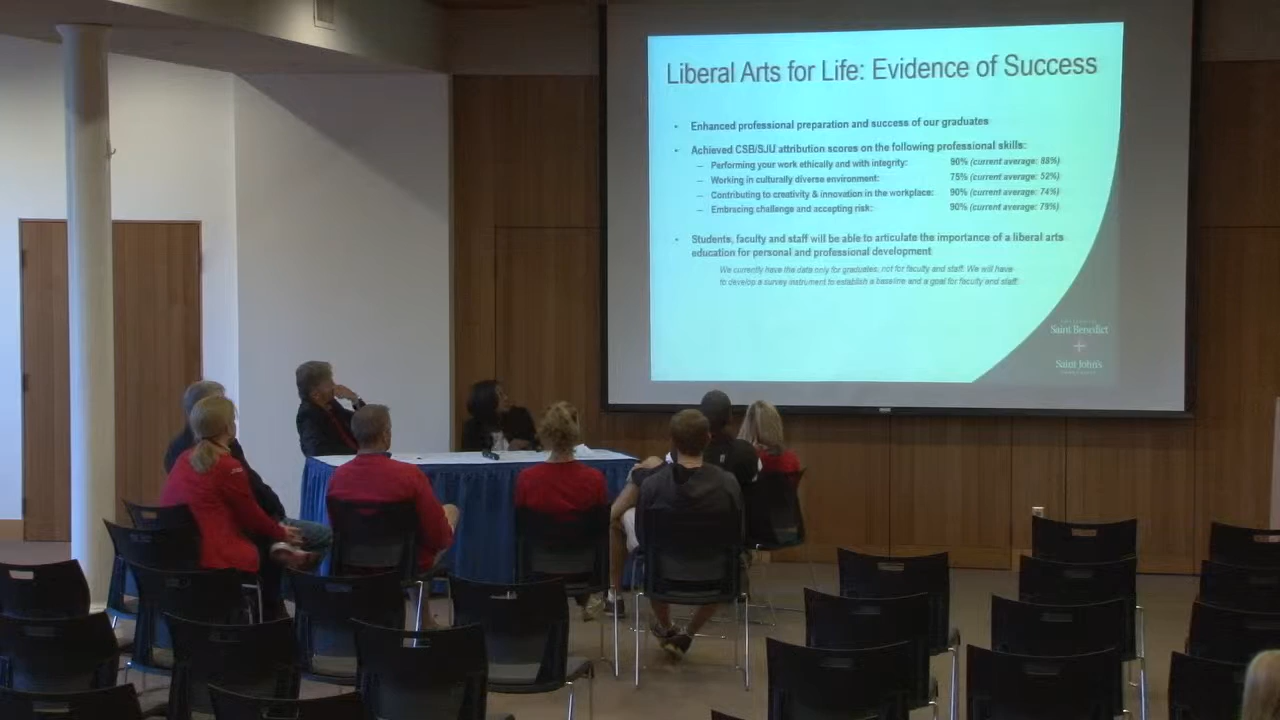 Liberal Arts for Life: Evidence of Success
• Enhanced professional preparation and success of our graduates
• Achieved CSB/SJU attribution scores on the following professional skills:
– Performing your work ethically and with integrity: 90% (current average: 88%)
– Working in culturally diverse environment: 75% (current average: 52%)
– Contributing to creativity & innovation in the workplace: 90% (current average: 74%)
– Embracing challenge and accepting risk: 90% (current average: 79%)
• Students, faculty and staff will be able to articulate the importance of a liberal arts
education for personal and professional development
We currently have the data only for graduates, not for faculty and staff. We will have
to develop a survey instrument to establish a baseline and a goal for faculty and staff.
Saint Benedict
+
Saint John's